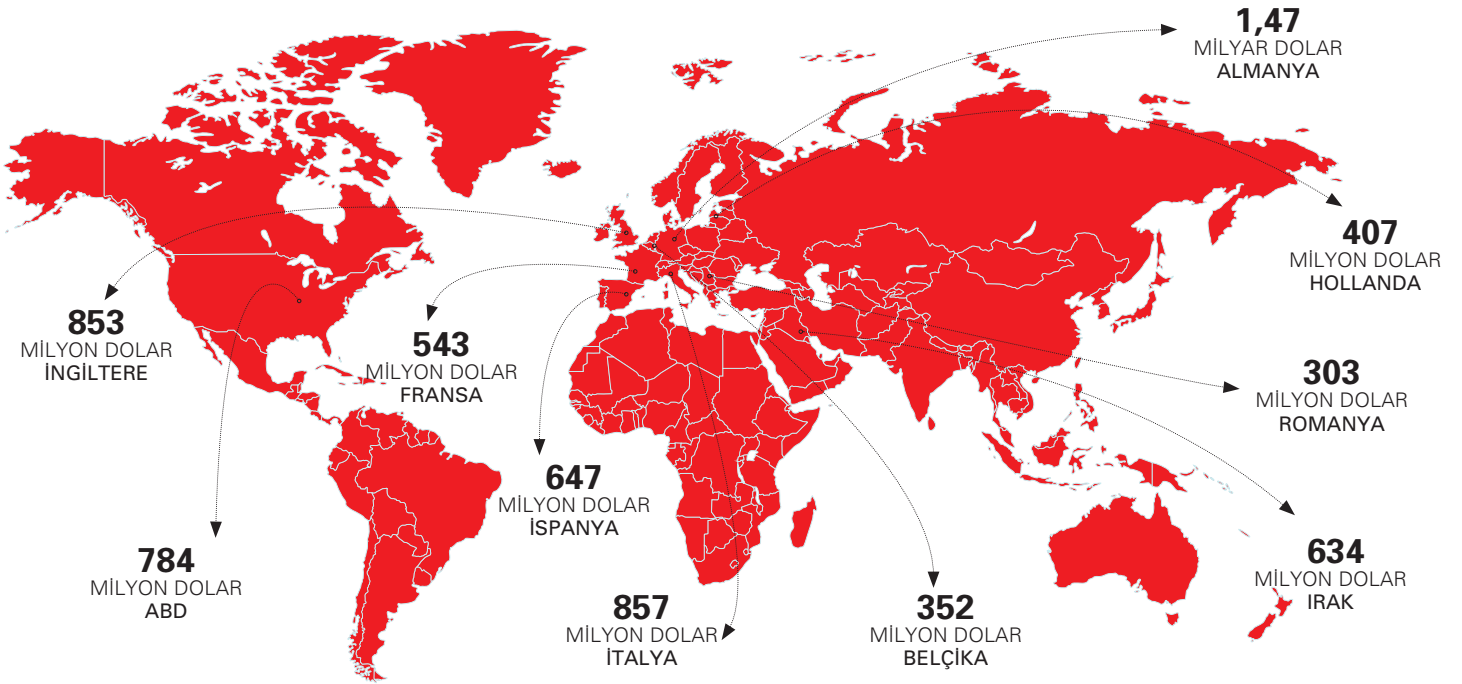 1,47
MİLYAR DOLAR
ALMANYA
407
MİLYON DOLAR
HOLLANDA
853
MİLYON DOLAR
İNGİLTERE
543
MİLYON DOLAR
FRANSA
303
MİLYON DOLAR
ROMANYA
647
MİLYON DOLAR
İSPANYA
784
MİLYON DOLAR
ABD
634
MİLYON DOLAR
IRAK
857
MİLYON DOLAR
İTALYA
352
MİLYON DOLAR
BELÇİKA